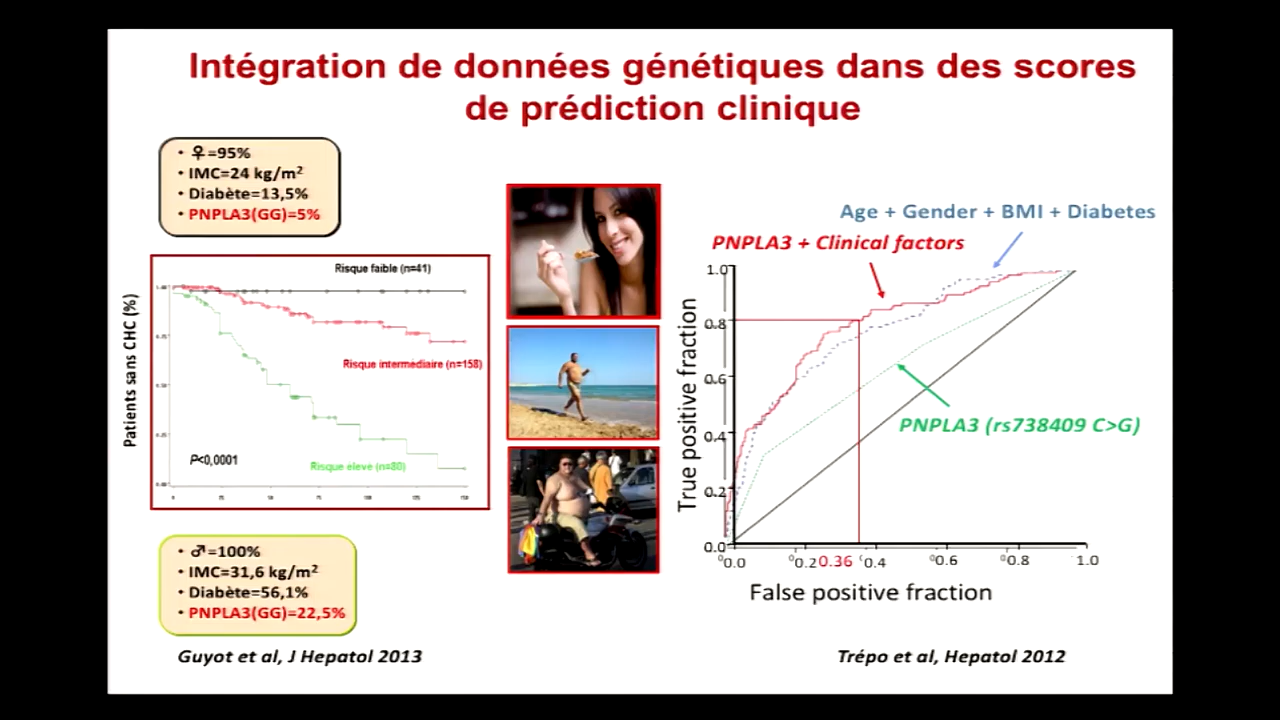 Intégration de données génétiques dans des scores
de prédiction clinique
• ♀=95%
• IMC=24 kg/m²
• Diabète=13,5%
• PNPLA3(GG)=5%
Patients sans CHC (%)
Risque faible (n=41)
Risque intermédiaire (n=158)
Risque élevé (n=80)
P<0,0001
• ♂=100%
• IMC=31,6 kg/m²
• Diabète=56,1%
• PNPLA3(GG)=22,5%
Guyot et al, J Hepatol 2013
Age + Gender + BMI + Diabetes
PNPLA3 + Clinical factors
PNPLA3 (rs738409 C>G)
True positive fraction
1.0
0.8
0.6
0.4
0.2
0.0
0.0 0.2 0.36 0.4 0.6 0.8 1.0
False positive fraction
Trépo et al, Hepatol 2012